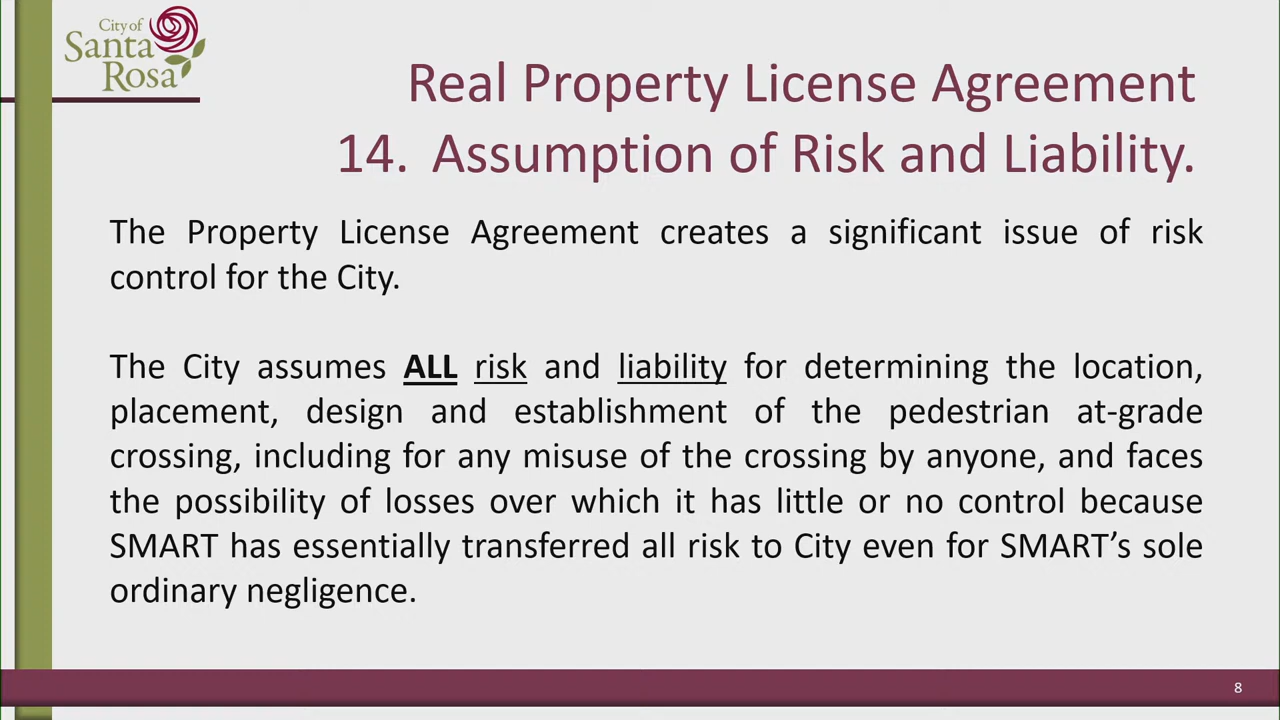 City of
Santa
Rosa
Real Property License Agreement
14. Assumption of Risk and Liability.
The Property License Agreement creates a significant issue of risk
control for the City.
The City assumes ALL risk and liability for determining the location,
placement, design and establishment of the pedestrian at-grade
crossing, including for any misuse of the crossing by anyone, and faces
the possibility of losses over which it has little or no control because
SMART has essentially transferred all risk to City even for SMART’s sole
ordinary negligence.
8